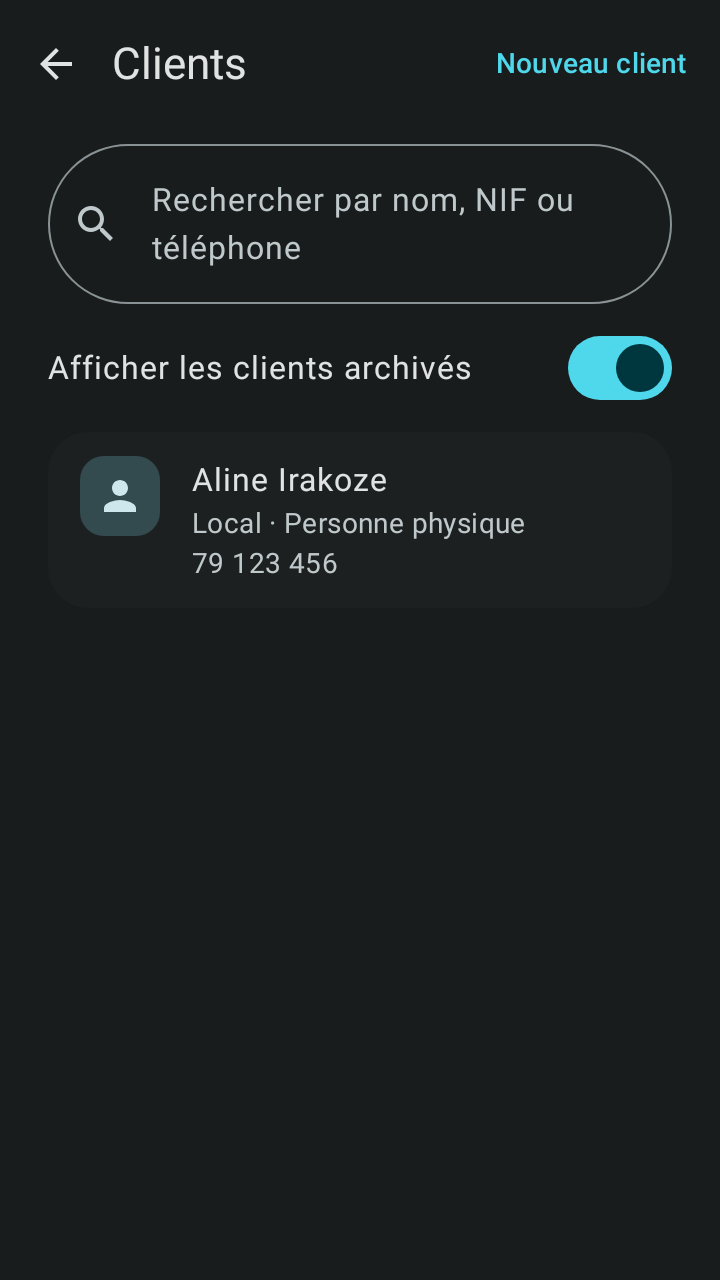 Clients
Nouveau client
Rechercher par nom, NIF ou
téléphone
Afficher les clients archivés
Aline Irakoze
Local · Personne physique
79 123 456